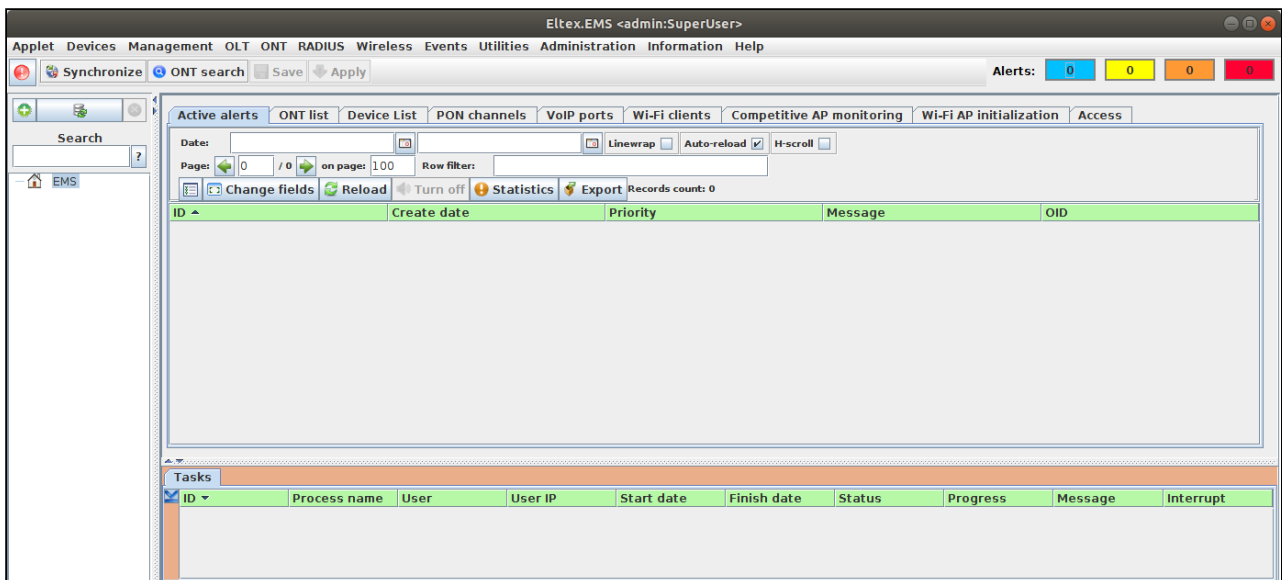 Eltex.EMS <admin:SuperUser>
Applet Devices Management OLT ONT RADIUS Wireless Events Utilities Administration Information Help
Synchronize ONT search Save Apply Alerts: 0 0 0 0
Active alerts ONT list Device List PON channels VoIP ports Wi-Fi clients Competitive AP monitoring Wi-Fi AP initialization Access
Search
?
EMS
Date: Linewrap Auto-reload H-scroll
Page: 0 / 0 on page: 100 Row filter:
Change fields Reload Turn off Statistics Export Records count: 0
ID Create date Priority Message OID
Tasks
ID Process name User User IP Start date Finish date Status Progress Message Interrupt